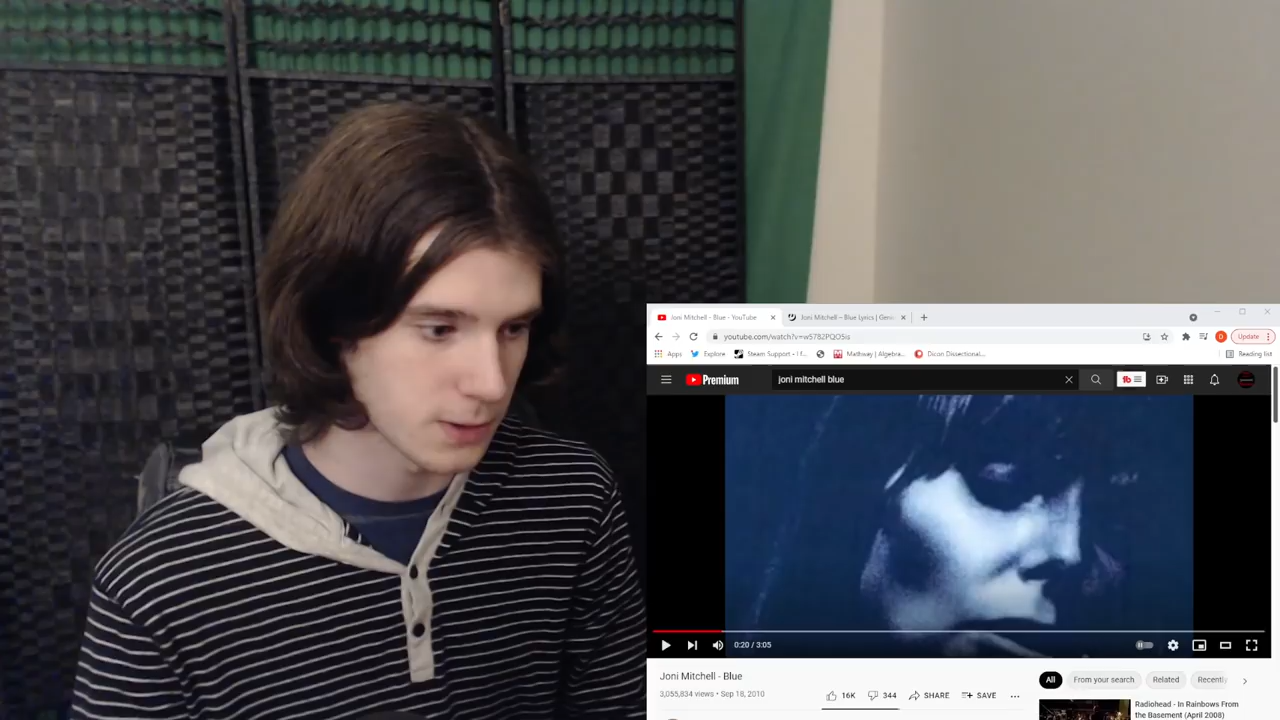 Joni Mitchell - Blue - YouTube
Joni Mitchell – Blue Lyrics | Geni
youtube.com/watch?v=w5782PQO5is
Update
Apps
Explore
Steam Support - I f...
Mathway | Algebra...
Dicon Dissectional...
Reading list
Premium
joni mitchell blue
0:20 / 3:05
Joni Mitchell - Blue
3,055,834 views • Sep 18, 2010
16K
344
SHARE
SAVE
All
From your search
Related
Recently
Radiohead - In Rainbows From
the Basement (April 2008)